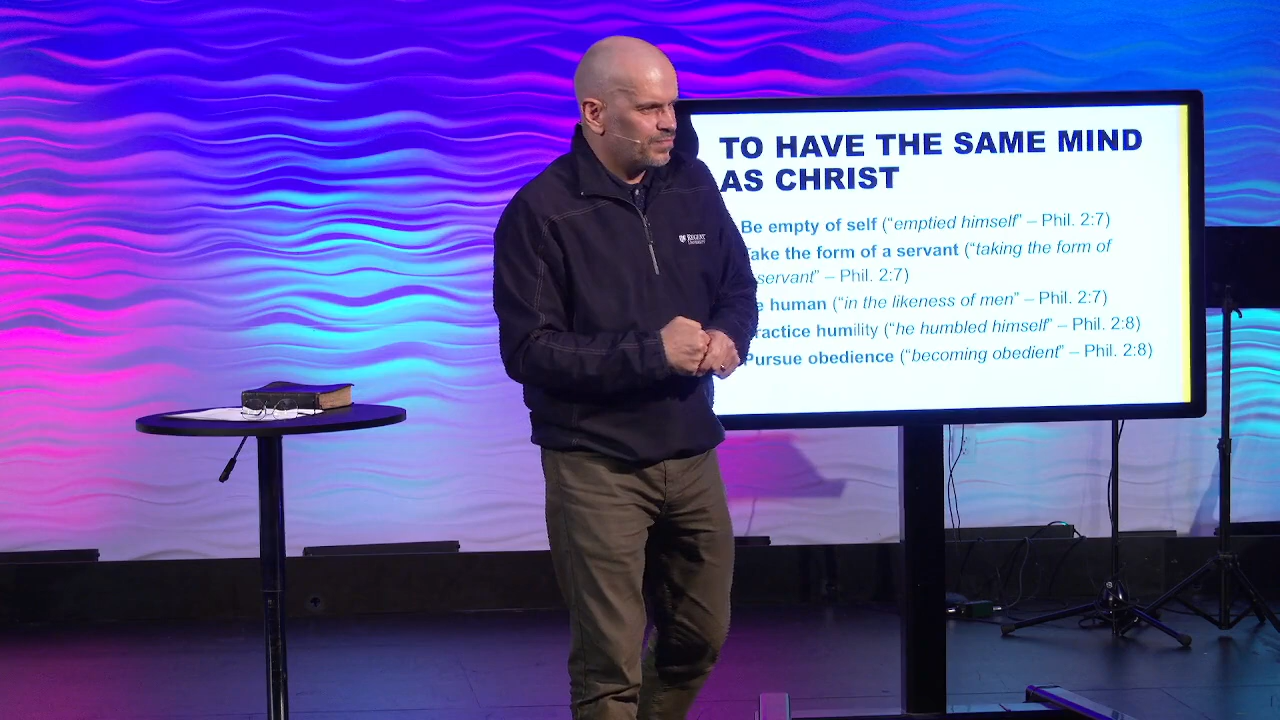 TO HAVE THE SAME MIND
AS CHRIST
Be empty of self (“emptied himself” – Phil. 2:7)
ake the form of a servant (“taking the form of
servant” – Phil. 2:7)
e human (“in the likeness of men” – Phil. 2:7)
ractice humility (“he humbled himself” – Phil. 2:8)
Pursue obedience (“becoming obedient” – Phil. 2:8)
REGENT
UNIVERSITY